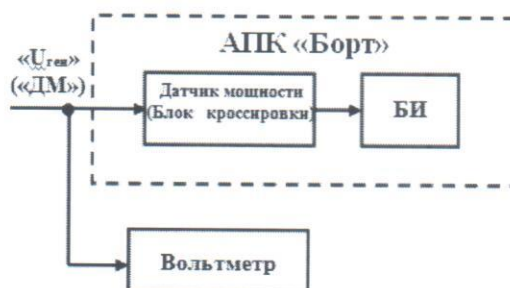 АПК «Борт»
«Uген»
(«ДМ»)
Датчик мощности
(Блок кроссировки)
БИ
Вольтметр